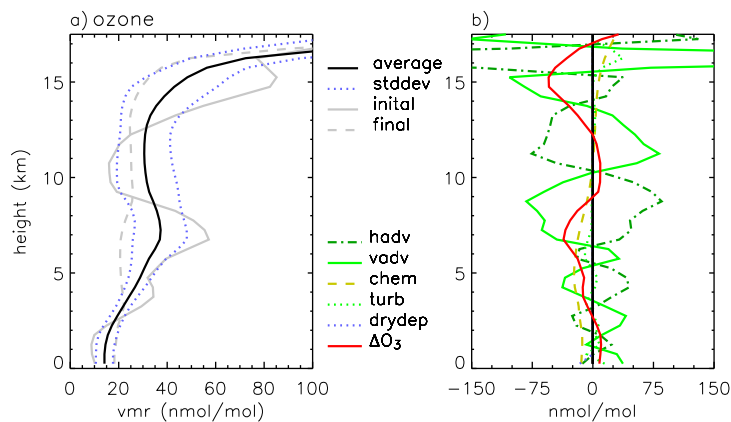 a) ozone
b)
15
10
5
0
height (km)
0 20 40 60 80 100
vmr (nmol/mol)
average
stddev
inital
final
hadv
vadv
chem
turb
drydep
ΔO₃
15
10
5
0
−150 −75 0 75 150
nmol/mol